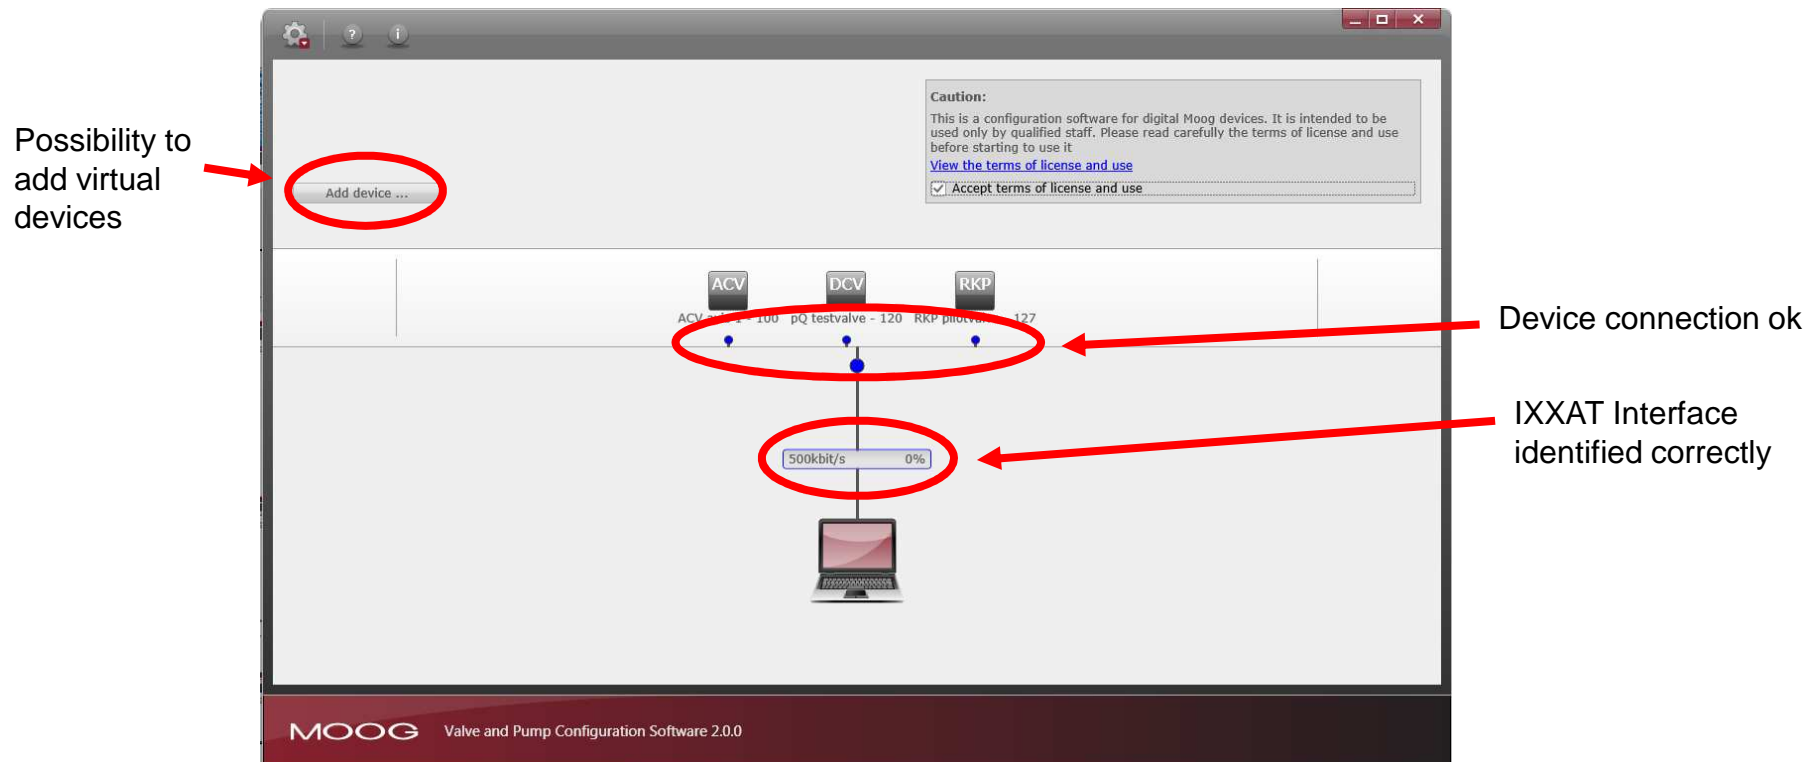 ? i
Caution:
This is a configuration software for digital Moog devices. It is intended to be
used only by qualified staff. Please read carefully the terms of license and use
before starting to use it
View the terms of license and use
Accept terms of license and use
Possibility to
add virtual
devices
Add device ...
ACV DCV RKP
100 pQ testvalve - 120 RKP 127
Device connection ok
500kbit/s 0%
IXXAT Interface
identified correctly
MOOG Valve and Pump Configuration Software 2.0.0